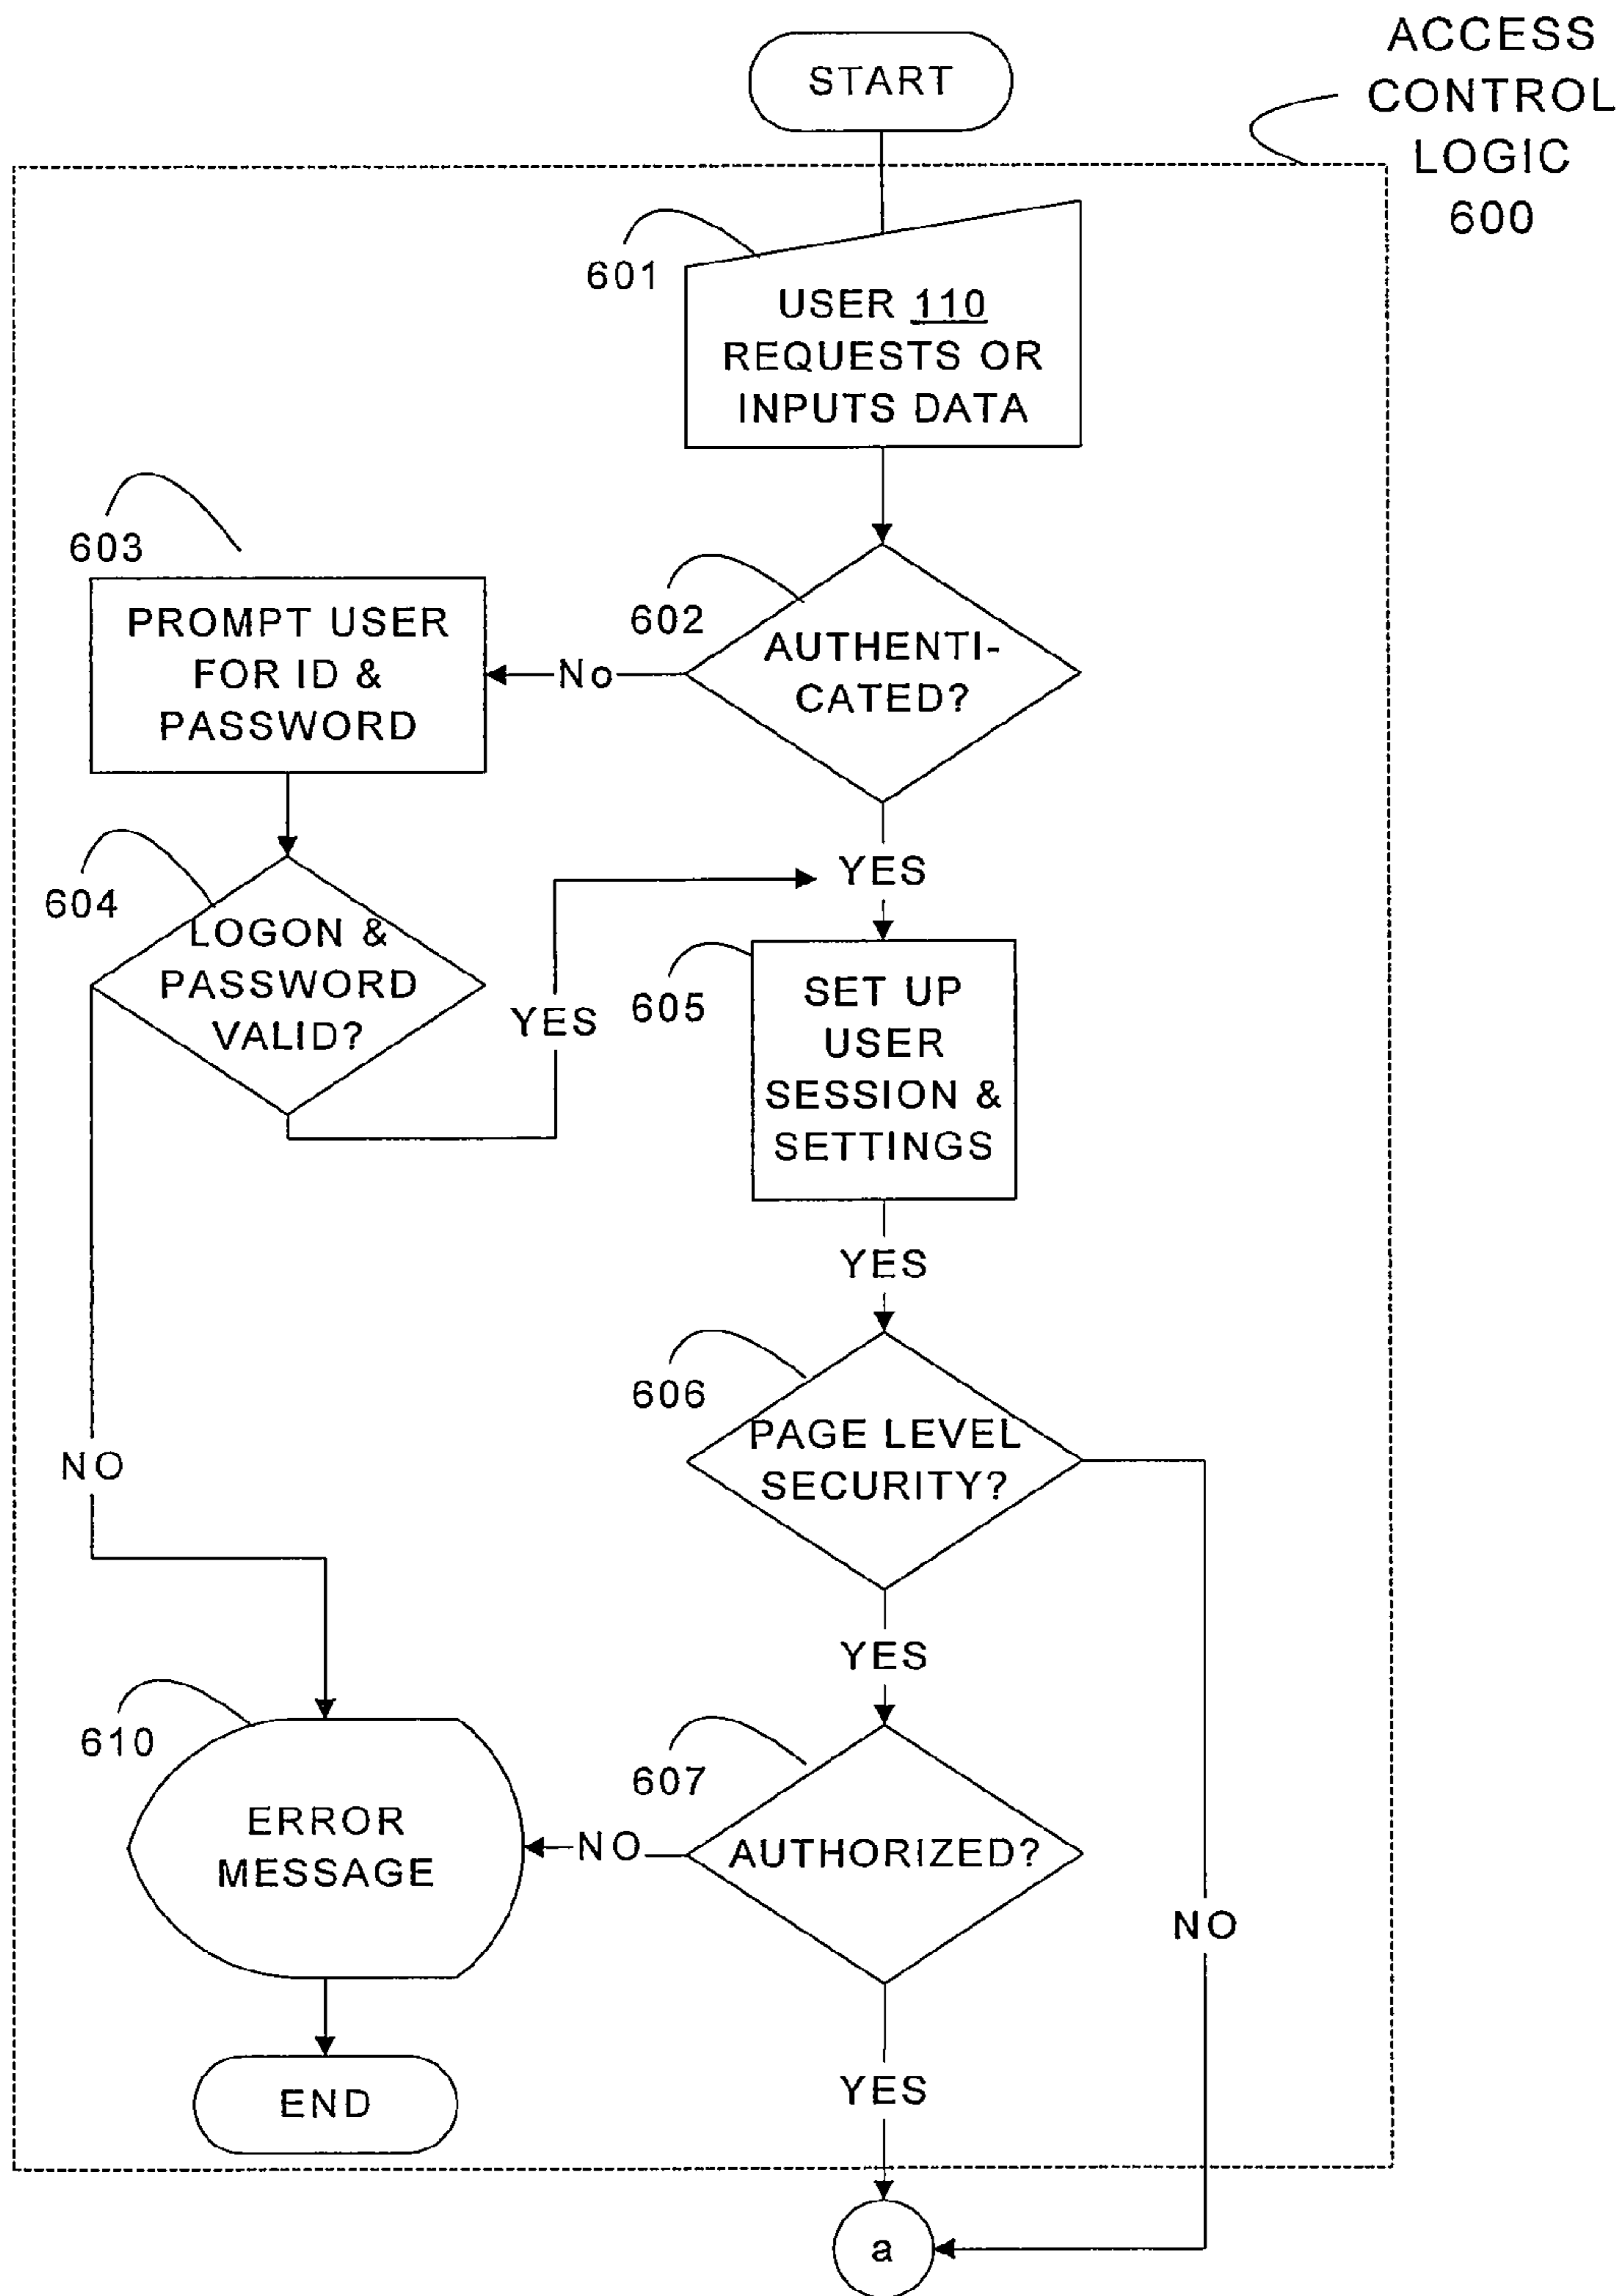 ACCESS
CONTROL
LOGIC
600
START
601
USER 110
REQUESTS OR
INPUTS DATA
603
PROMPT USER
FOR ID &
PASSWORD
No
602
AUTHENTI-
CATED?
604
LOGON &
PASSWORD
VALID?
YES
YES
605
SET UP
USER
SESSION &
SETTINGS
YES
606
PAGE LEVEL
SECURITY?
NO
YES
610
ERROR
MESSAGE
NO
607
AUTHORIZED?
NO
END
YES
a